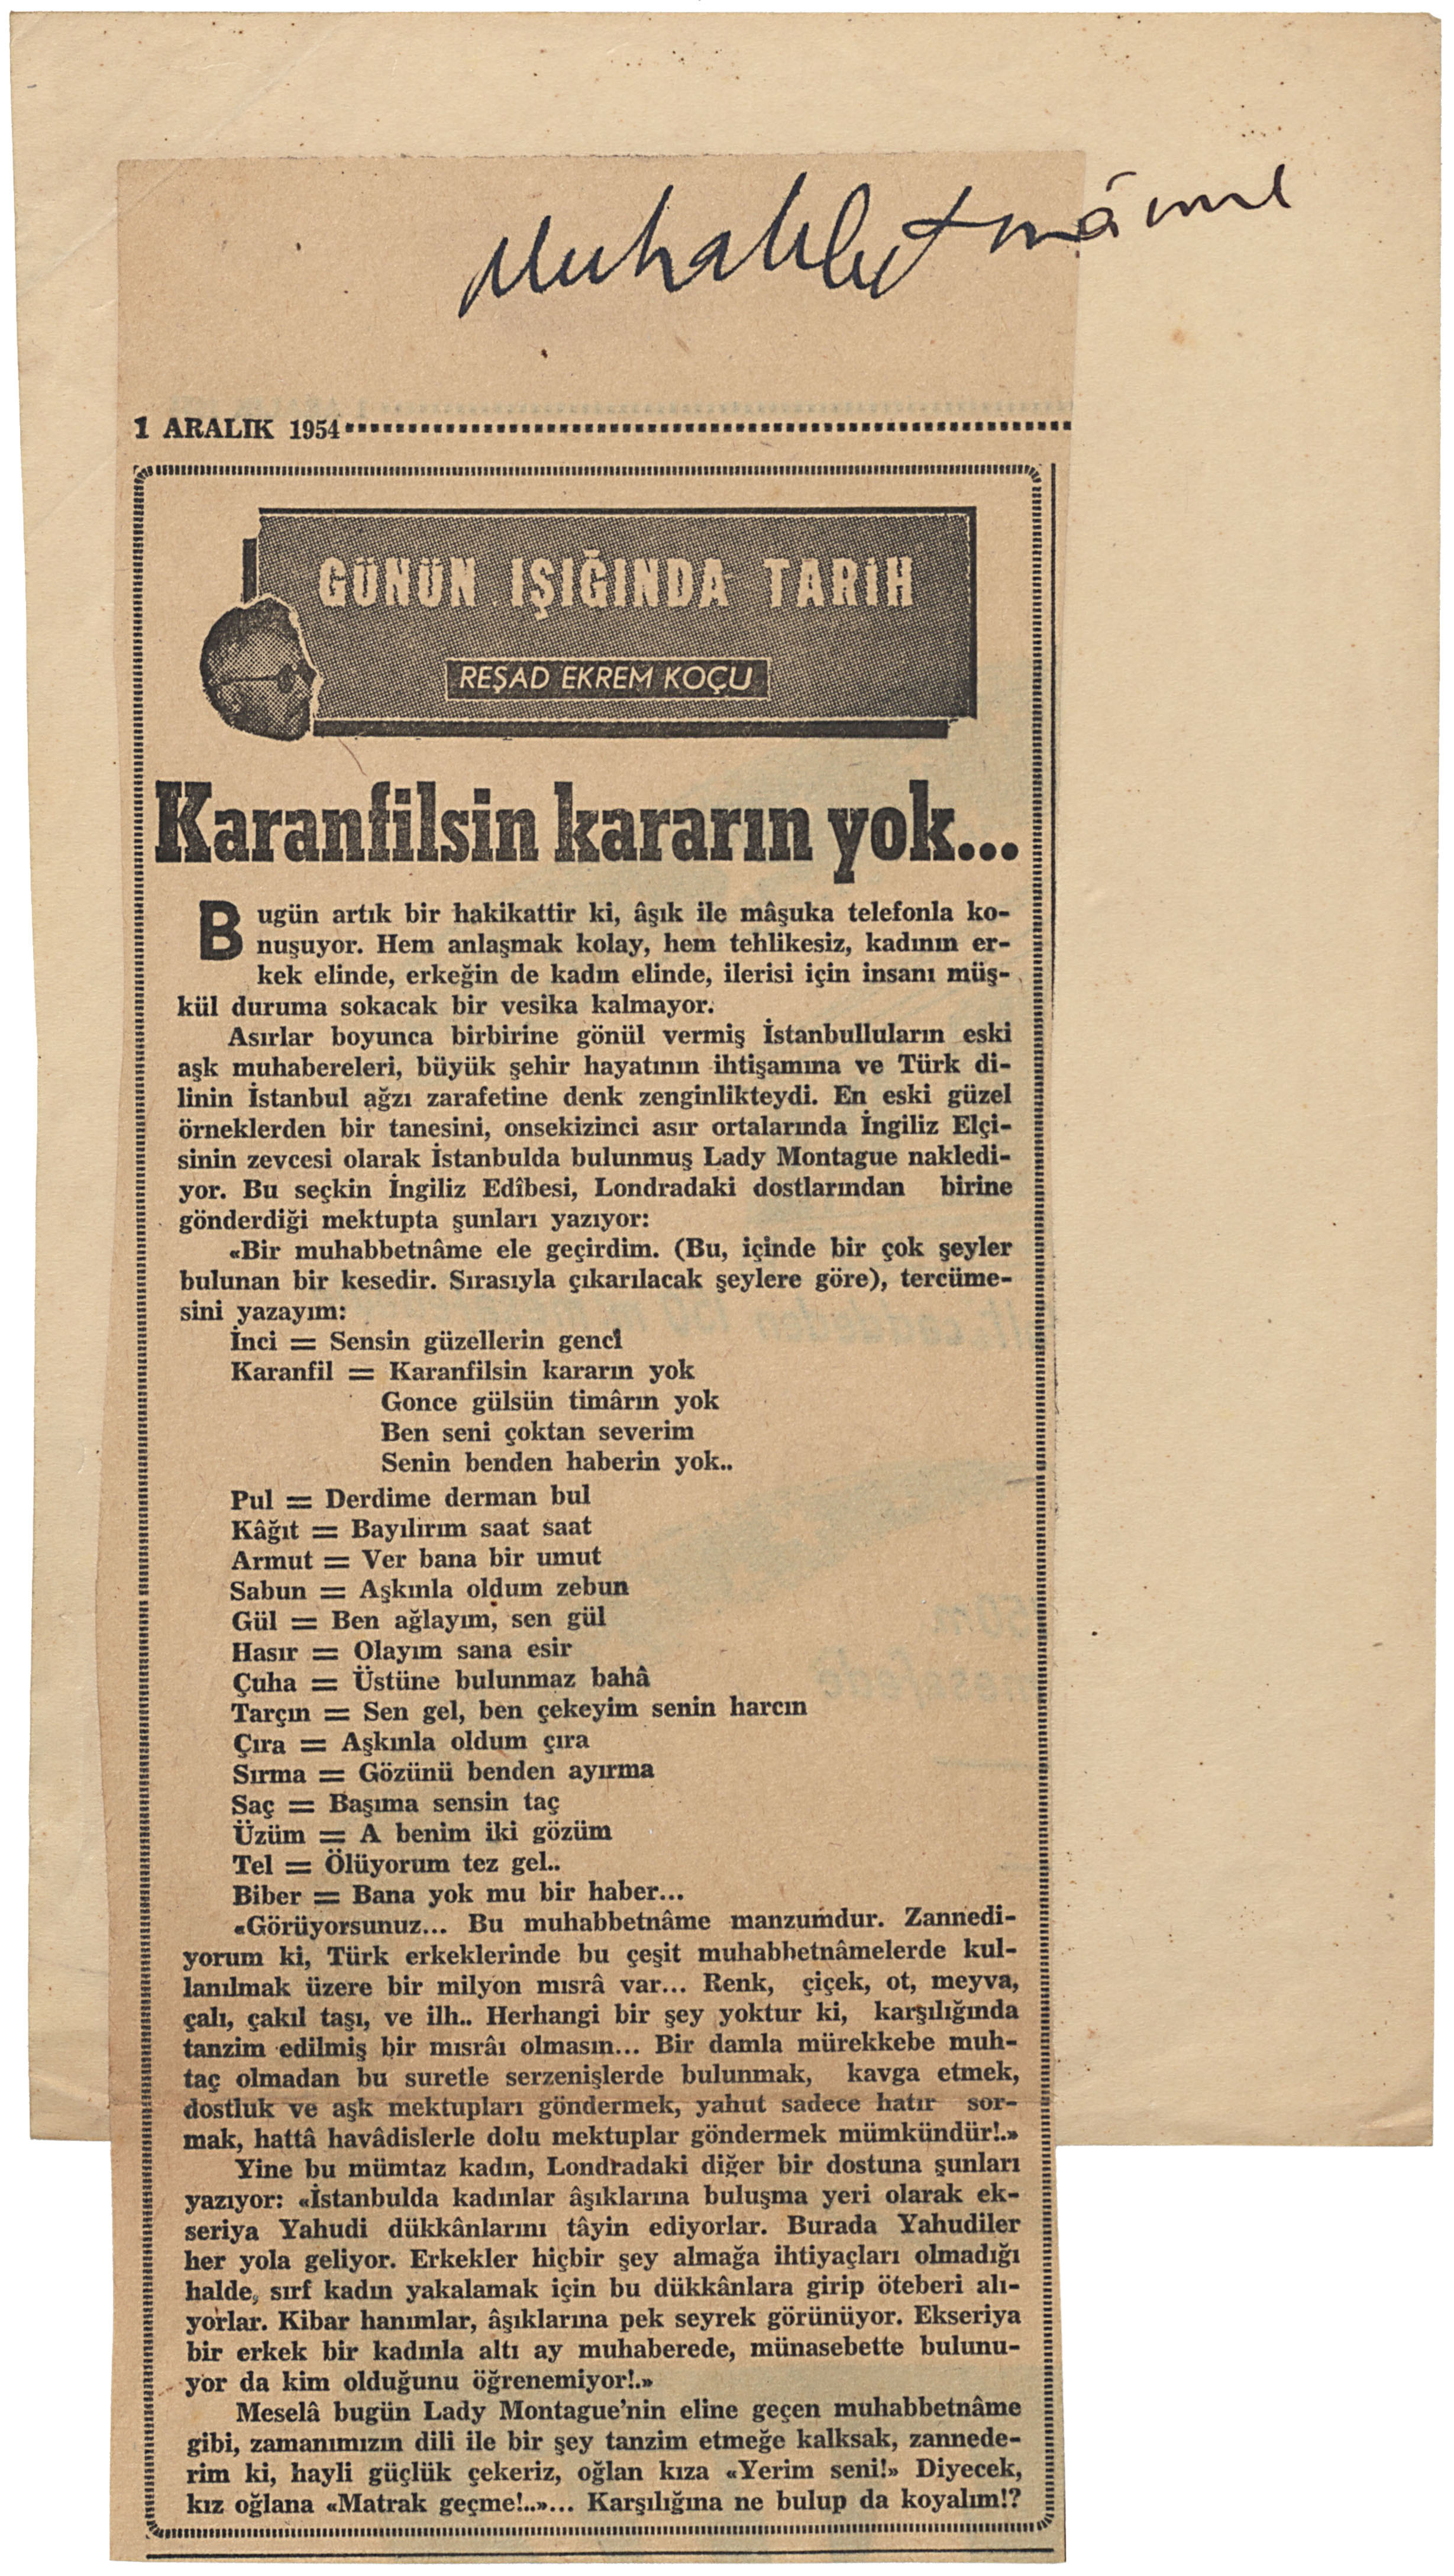 Muhabbetnâme
1 ARALIK 1954
GÜNÜN IŞIĞINDA TARİH
REŞAD EKREM KOÇU
Karanfilsin kararın yok...
Bugün artık bir hakikattir ki, âşık ile mâşuka telefonla ko-
nuşuyor. Hem anlaşmak kolay, hem tehlikesiz, kadının er-
kek elinde, erkeğin de kadın elinde, ilerisi için insanı müş-
kül duruma sokacak bir vesika kalmayor.
Asırlar boyunca birbirine gönül vermiş İstanbulluların eski
aşk muhabereleri, büyük şehir hayatının ihtişamına ve Türk di-
linin İstanbul ağzı zarafetine denk zenginlikteydi. En eski güzel
örneklerden bir tanesini, onsekizinci asır ortalarında İngiliz Elçi-
sinin zevcesi olarak İstanbulda bulunmuş Lady Montague nakledi-
yor. Bu seçkin İngiliz Edîbesi, Londradaki dostlarından birine
gönderdiği mektupta şunları yazıyor:
«Bir muhabbetnâme ele geçirdim. (Bu, içinde bir çok şeyler
bulunan bir kesedir. Sırasıyla çıkarılacak şeylere göre), tercüme-
sini yazayım:
İnci = Sensin güzellerin genci
Karanfil = Karanfilsin kararın yok
Gonce gülsün timârın yok
Ben seni çoktan severim
Senin benden haberin yok..
Pul = Derdime derman bul
Kâğıt = Bayılırım saat saat
Armut = Ver bana bir umut
Sabun = Aşkınla oldum zebun
Gül = Ben ağlayım, sen gül
Hasır = Olayım sana esir
Çuha = Üstüne bulunmaz bahâ
Tarçın = Sen gel, ben çekeyim senin harcın
Çıra = Aşkınla oldum çıra
Sırma = Gözünü benden ayırma
Saç = Başıma sensin taç
Üzüm = A benim iki gözüm
Tel = Ölüyorum tez gel..
Biber = Bana yok mu bir haber...
«Görüyorsunuz... Bu muhabbetnâme manzumdur. Zannedi-
yorum ki, Türk erkeklerinde bu çeşit muhabbetnâmelerde kul-
lanılmak üzere bir milyon mısrâ var... Renk, çiçek, ot, meyva,
çalı, çakıl taşı, ve ilh.. Herhangi bir şey yoktur ki, karşılığında
tanzim edilmiş bir mısrâı olmasın... Bir damla mürekkebe muh-
taç olmadan bu suretle serzenişlerde bulunmak, kavga etmek,
dostluk ve aşk mektupları göndermek, yahut sadece hatır sor-
mak, hattâ havâdislerle dolu mektuplar göndermek mümkündür!.»
Yine bu mümtaz kadın, Londradaki diğer bir dostuna şunları
yazıyor: «İstanbulda kadınlar âşıklarına buluşma yeri olarak ek-
seriya Yahudi dükkânlarını tâyin ediyorlar. Burada Yahudiler
her yola geliyor. Erkekler hiçbir şey almağa ihtiyaçları olmadığı
halde, sırf kadın yakalamak için bu dükkânlara girip öteberi alı-
yorlar. Kibar hanımlar, âşıklarına pek seyrek görünüyor. Ekseriya
bir erkek bir kadınla altı ay muhaberede, münasebette bulunu-
yor da kim olduğunu öğrenemiyor!.»
Meselâ bugün Lady Montague'nin eline geçen muhabbetnâme
gibi, zamanımızın dili ile bir şey tanzim etmeğe kalksak, zannede-
rim ki, hayli güçlük çekeriz, oğlan kıza «Yerim seni!» Diyecek,
kız oğlana «Matrak geçme!..»... Karşılığına ne bulup da koyalım!?